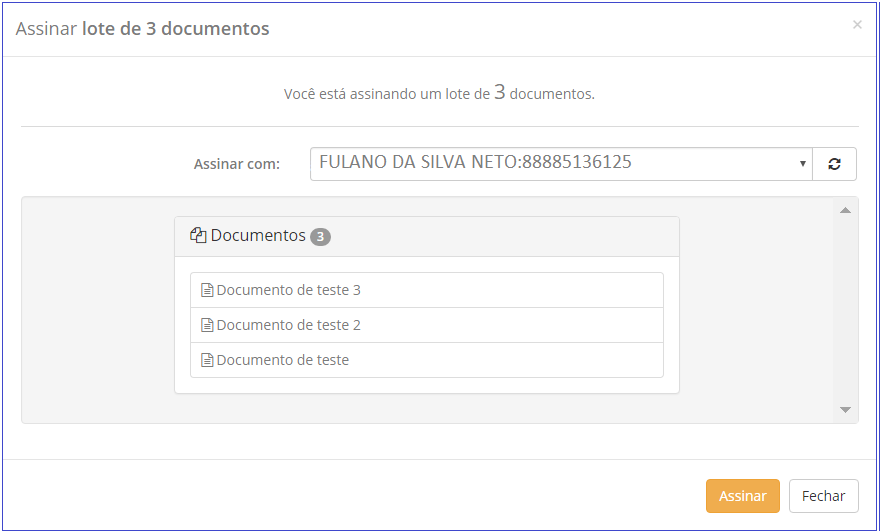 Assinar lote de 3 documentos
×
Você está assinando um lote de 3 documentos.
Assinar com: FULANO DA SILVA NETO:88885136125
Documentos 3
Documento de teste 3
Documento de teste 2
Documento de teste
Assinar Fechar